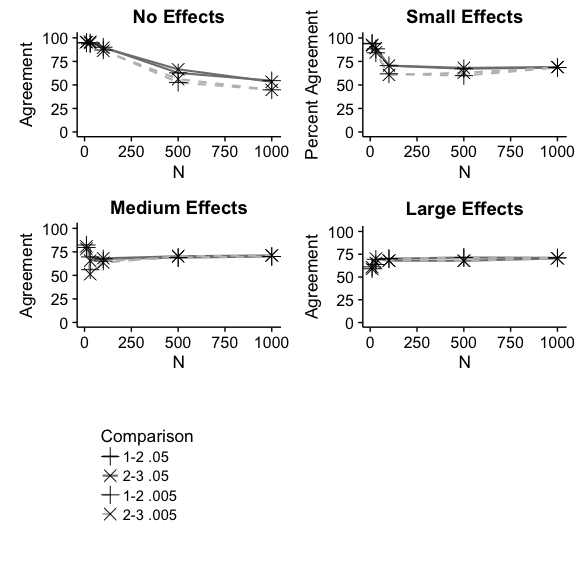 No Effects
Agreement
100
75
50
25
0
0 250 500 750 1000
N
Small Effects
Percent Agreement
100
75
50
25
0
0 250 500 750 1000
N
Medium Effects
Agreement
100
75
50
25
0
0 250 500 750 1000
N
Large Effects
Agreement
100
75
50
25
0
0 250 500 750 1000
N
Comparison
1-2 .05
2-3 .05
1-2 .005
2-3 .005